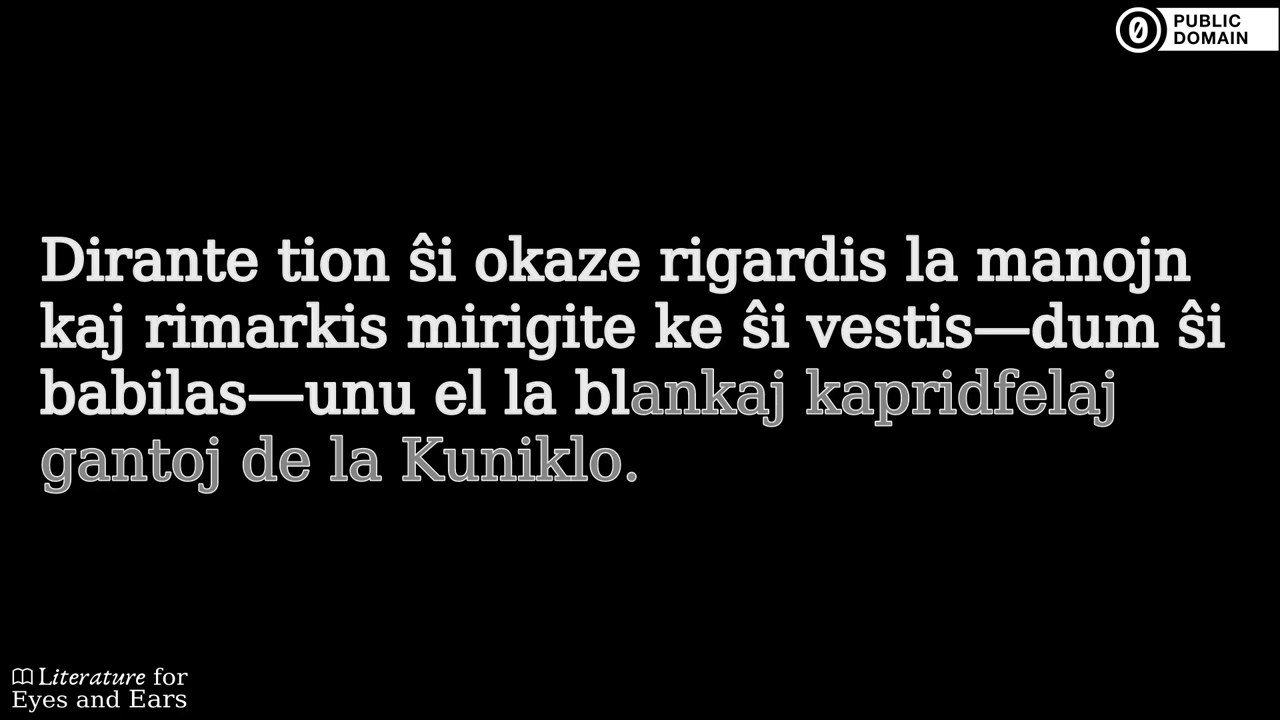 PUBLIC
DOMAIN
Dirante tion ŝi okaze rigardis la manojn
kaj rimarkis mirigite ke ŝi vestis—dum ŝi
babilas—unu el la blankaj kapridfelaj
gantoj de la Kuniklo.
Literature for
Eyes and Ears